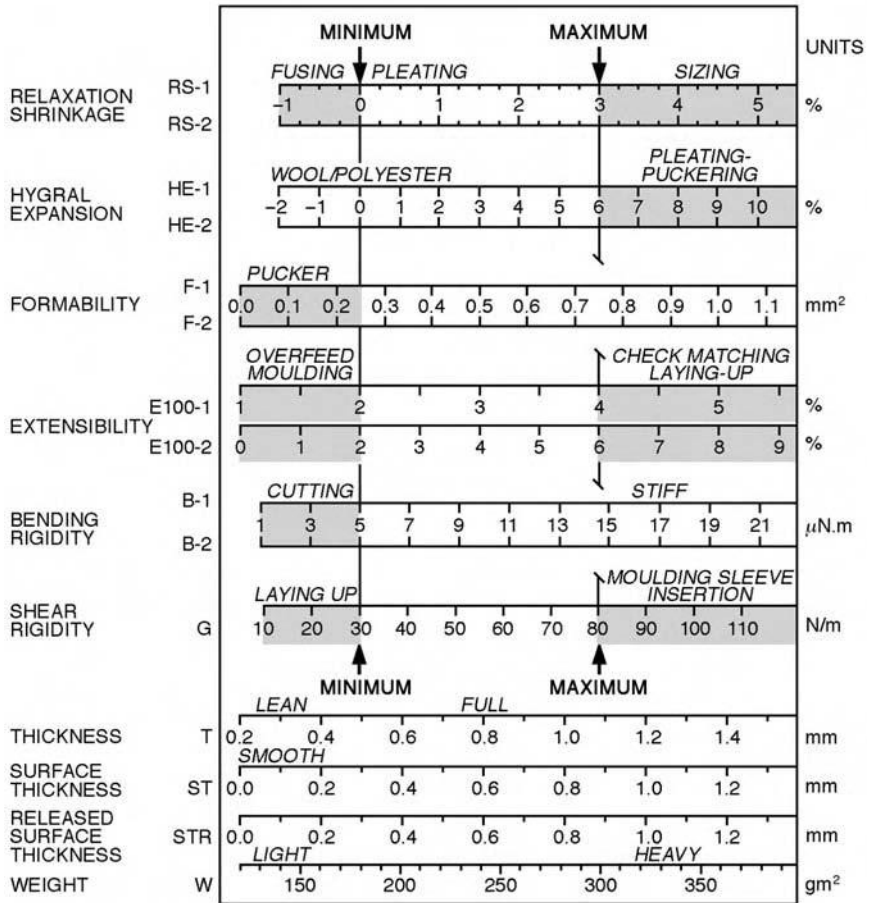 MINIMUM MAXIMUM
UNITS
FUSING PLEATING SIZING
RELAXATION SHRINKAGE
RS-1
-1 0 1 2 3 4 5 %
RS-2
WOOL/POLYESTER PLEATING-PUCKERING
HYGRAL EXPANSION
HE-1
-2 -1 0 1 2 3 4 5 6 7 8 9 10 %
HE-2
PUCKER
FORMABILITY
F-1
0.0 0.1 0.2 0.3 0.4 0.5 0.6 0.7 0.8 0.9 1.0 1.1 mm²
F-2
OVERFEED MOULDING CHECK MATCHING LAYING-UP
EXTENSIBILITY
E100-1
1 2 3 4 5 %
E100-2
0 1 2 3 4 5 6 7 8 9 %
CUTTING STIFF
BENDING RIGIDITY
B-1
1 3 5 7 9 11 13 15 17 19 21 µN.m
B-2
LAYING UP MOULDING SLEEVE INSERTION
SHEAR RIGIDITY
G
10 20 30 40 50 60 70 80 90 100 110 N/m
MINIMUM MAXIMUM
LEAN FULL
THICKNESS T
0.2 0.4 0.6 0.8 1.0 1.2 1.4 mm
SMOOTH
SURFACE THICKNESS ST
0.0 0.2 0.4 0.6 0.8 1.0 1.2 mm
RELEASED SURFACE THICKNESS STR
0.0 0.2 0.4 0.6 0.8 1.0 1.2 mm
LIGHT HEAVY
WEIGHT W
150 200 250 300 350 gm²